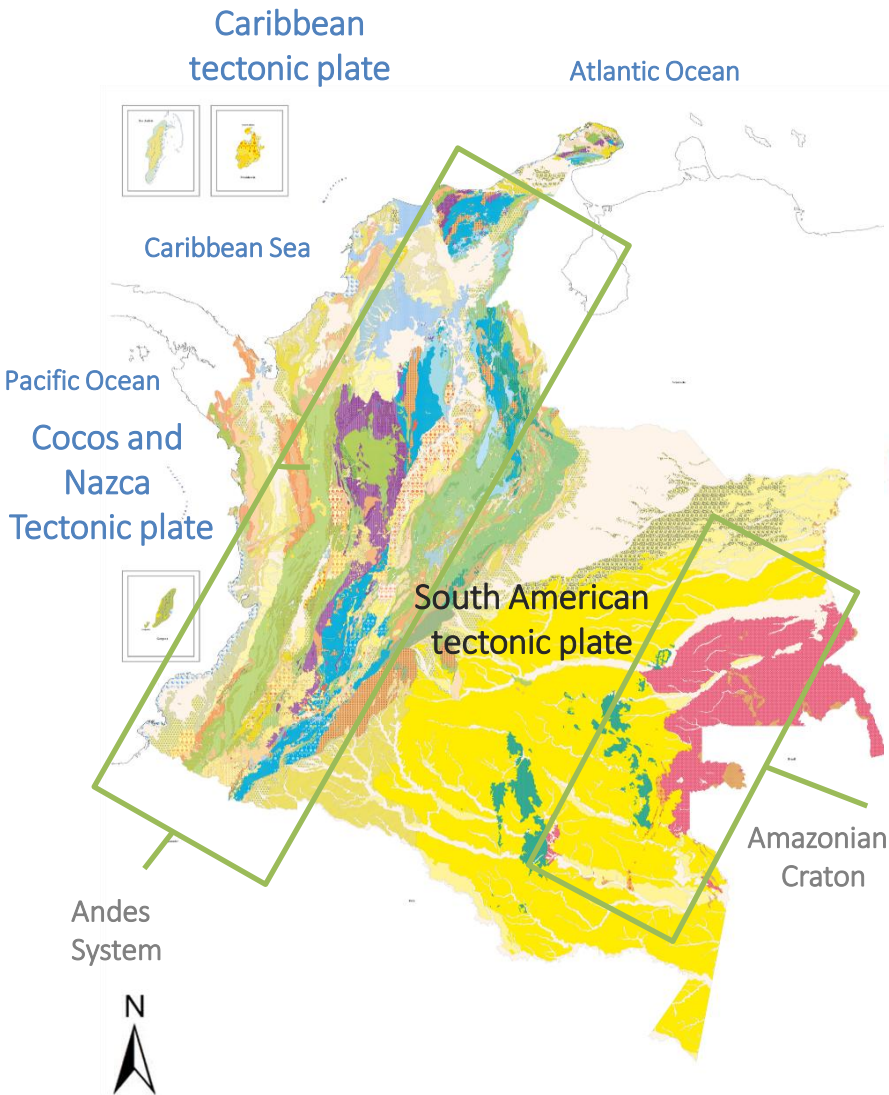 Caribbean
tectonic plate
Atlantic Ocean
Caribbean Sea
Pacific Ocean
Cocos and
Nazca
Tectonic plate
South American
tectonic plate
Amazonian
Craton
Andes
System
N